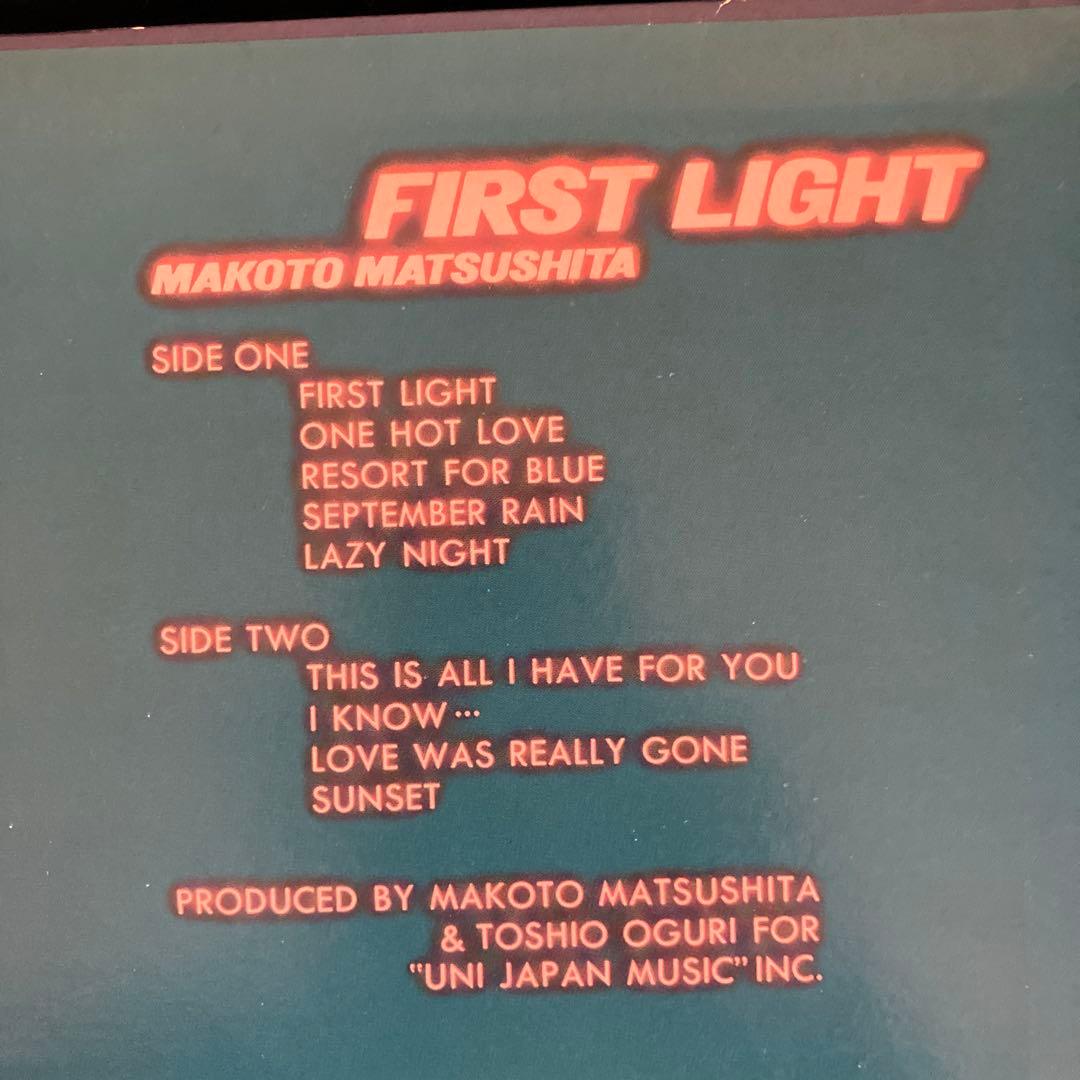 FIRST LIGHT
MAKOTO MATSUSHITA
SIDE ONE
FIRST LIGHT
ONE HOT LOVE
RESORT FOR BLUE
SEPTEMBER RAIN
LAZY NIGHT
SIDE TWO
THIS IS ALL I HAVE FOR YOU
I KNOW…
LOVE WAS REALLY GONE
SUNSET
PRODUCED BY MAKOTO MATSUSHITA
& TOSHIO OGURI FOR
“UNI JAPAN MUSIC” INC.